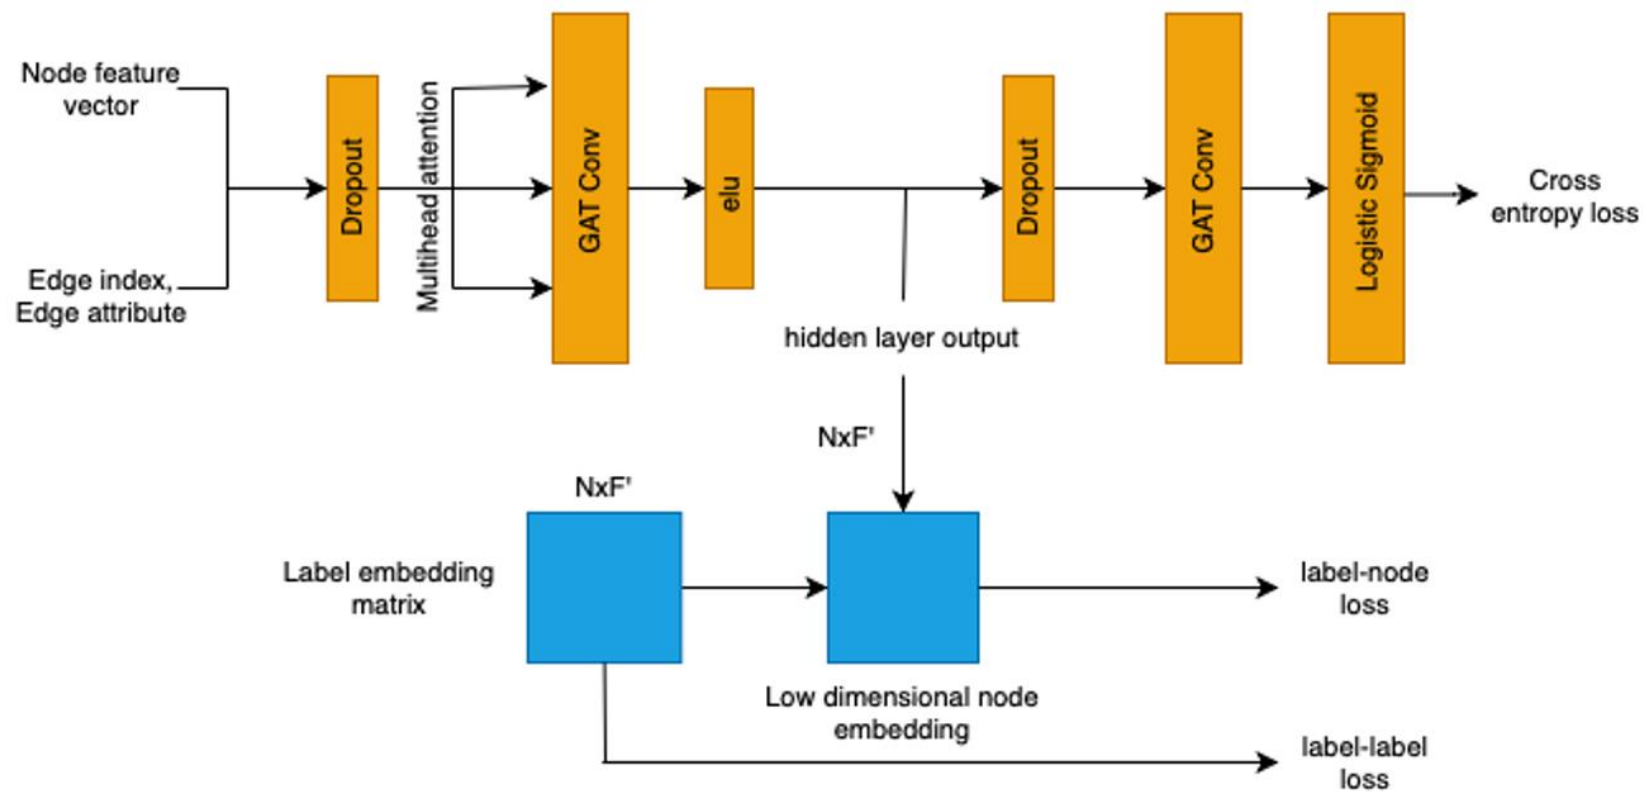 Node feature
vector
Edge index,
Edge attribute
Dropout
Multihead attention
GAT Conv
elu
Dropout
GAT Conv
Logistic Sigmoid
Cross
entropy loss
hidden layer output
NxF'
NxF'
Label embedding
matrix
label-node
loss
Low dimensional node
embedding
label-label
loss